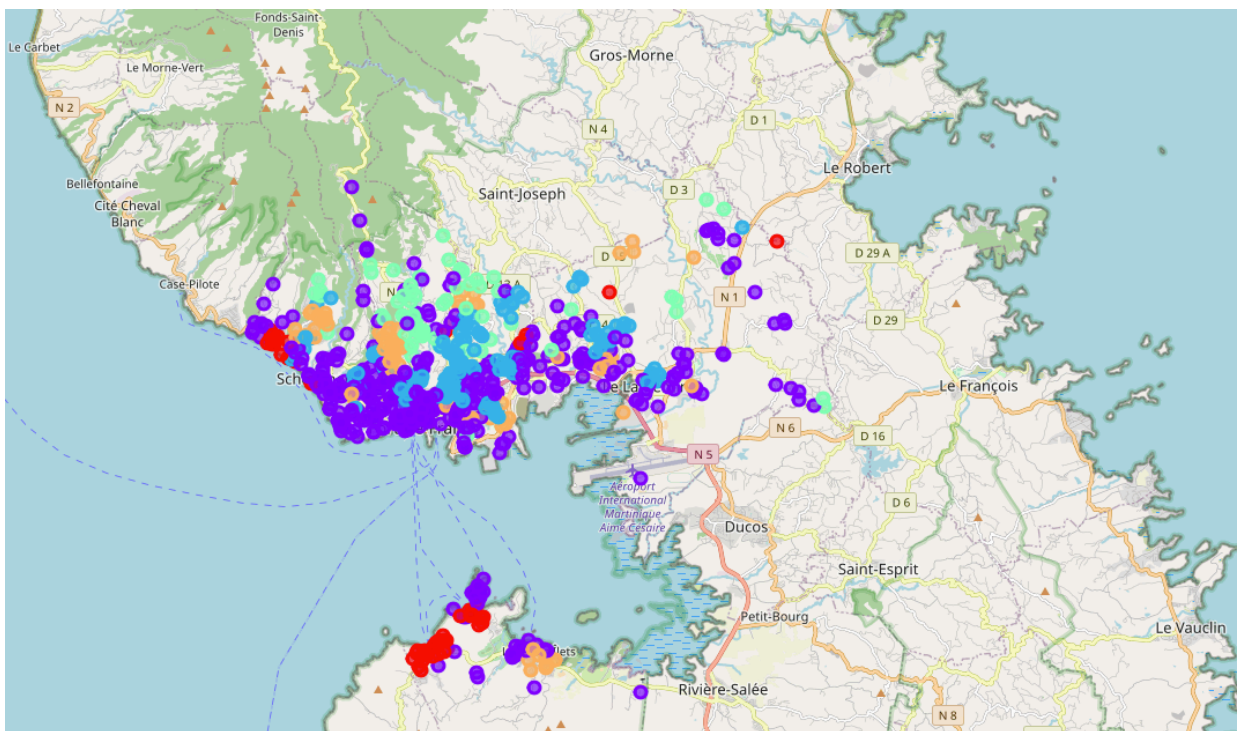 Fonds-Saint-
Denis
Le Carbet
Le Morne-Vert
Gros-Morne
N 2
N 4
D 1
Le Robert
Bellefontaine
Cité Cheval
Blanc
Saint-Joseph
D 3
D 29 A
Case-Pilote
N 1
D 29
Sch
Le François
N 6
D 16
N 5
Aéroport
International
Martinique
Aimé Césaire
D 6
Ducos
Saint-Esprit
Petit-Bourg
Le Vauclin
Rivière-Salée
N 8